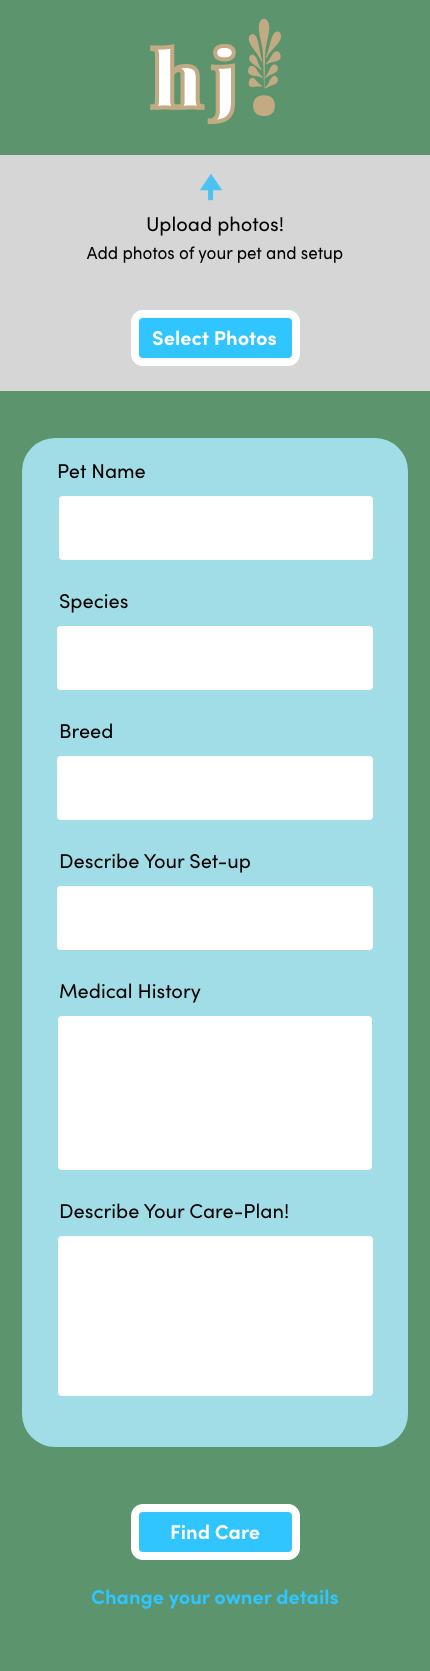 hj!
Upload photos!
Add photos of your pet and setup
Select Photos
Pet Name
Species
Breed
Describe Your Set-up
Medical History
Describe Your Care-Plan!
Find Care
Change your owner details